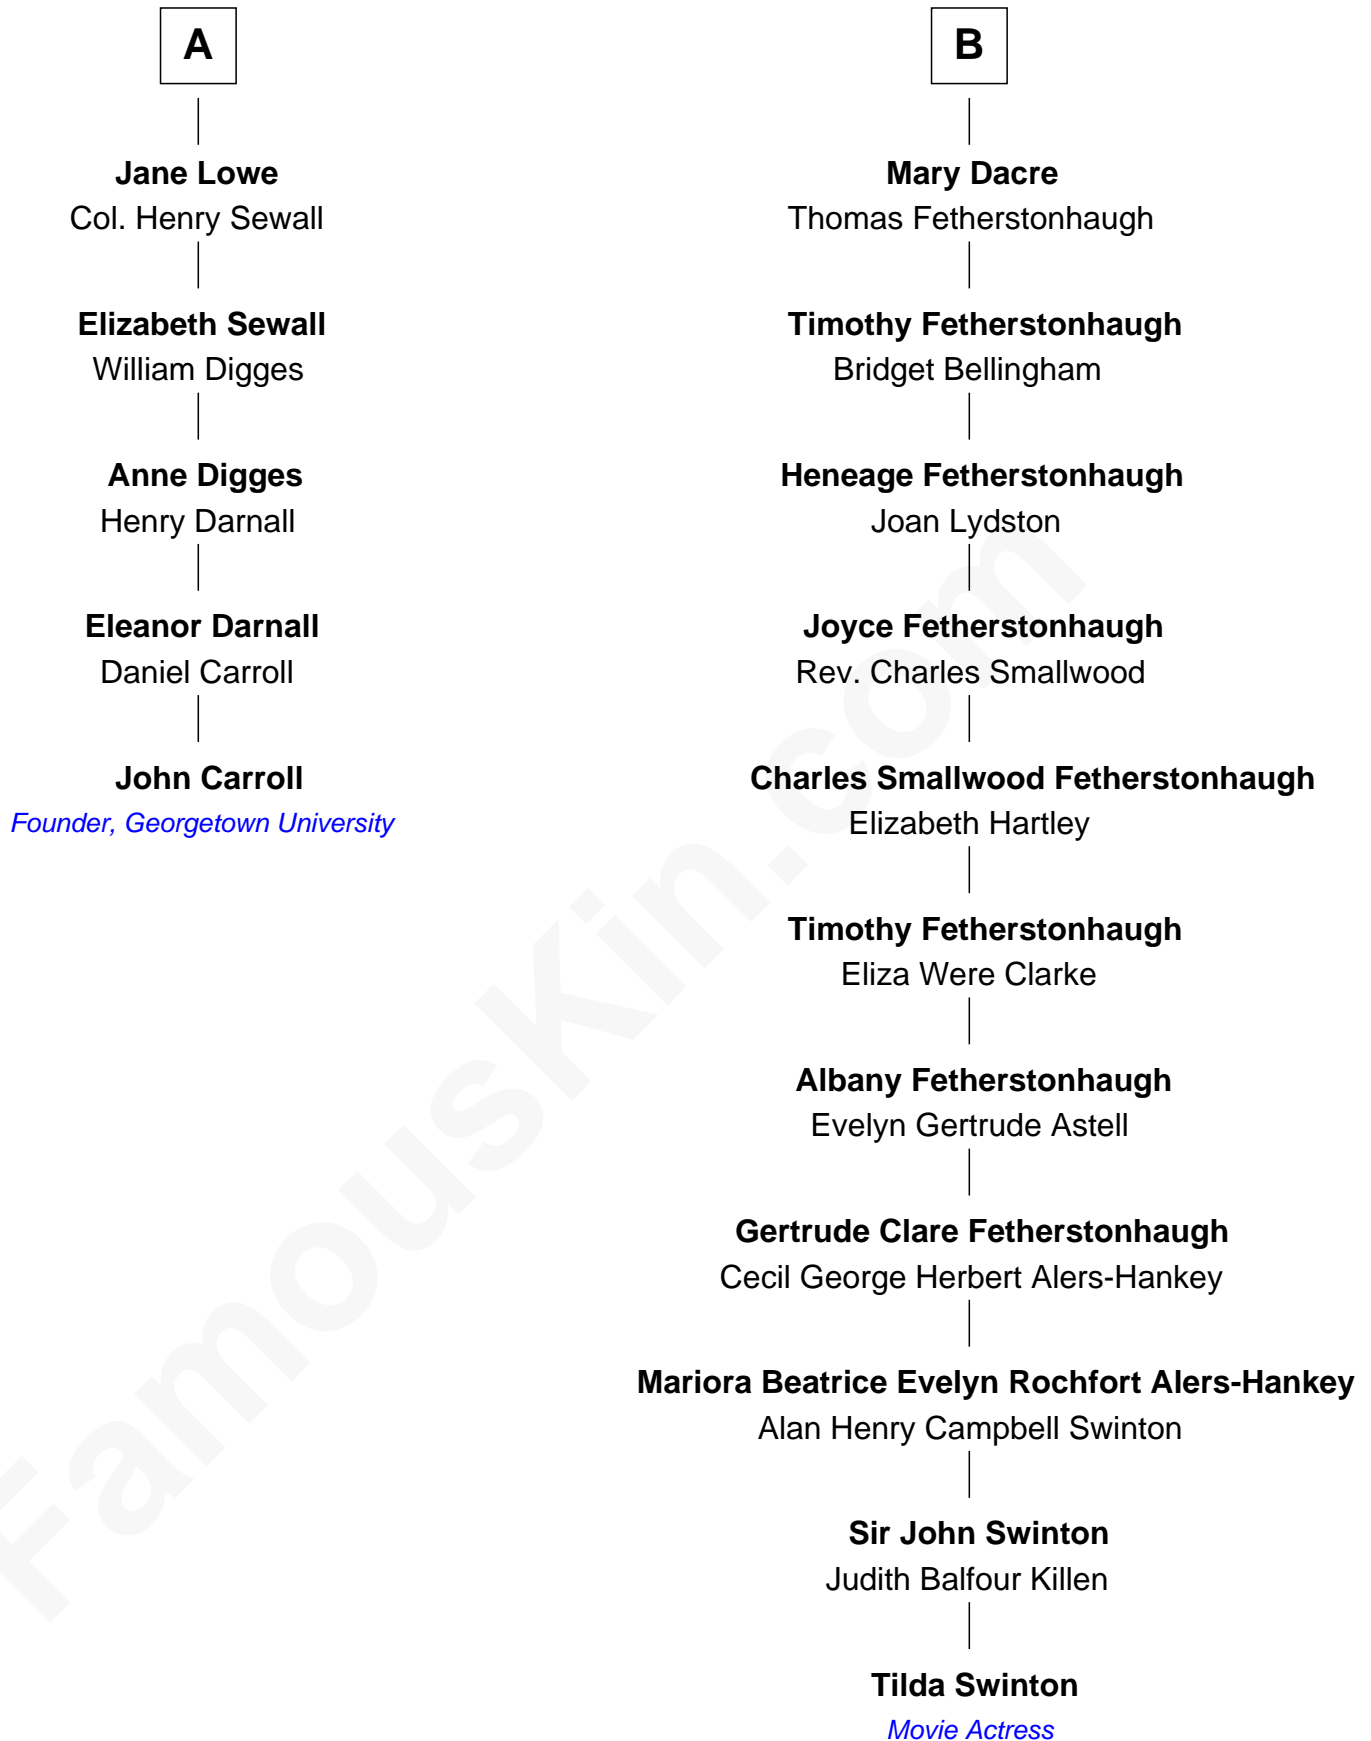 A
Jane Lowe
Col. Henry Sewall
Elizabeth Sewall
William Digges
Anne Digges
Henry Darnall
Eleanor Darnall
Daniel Carroll
John Carroll
Founder, Georgetown University
B
Mary Dacre
Thomas Fetherstonhaugh
Timothy Fetherstonhaugh
Bridget Bellingham
Heneage Fetherstonhaugh
Joan Lydston
Joyce Fetherstonhaugh
Rev. Charles Smallwood
Charles Smallwood Fetherstonhaugh
Elizabeth Hartley
Timothy Fetherstonhaugh
Eliza Were Clarke
Albany Fetherstonhaugh
Evelyn Gertrude Astell
Gertrude Clare Fetherstonhaugh
Cecil George Herbert Alers-Hankey
Mariora Beatrice Evelyn Rochfort Alers-Hankey
Alan Henry Campbell Swinton
Sir John Swinton
Judith Balfour Killen
Tilda Swinton
Movie Actress
FamousKin.com